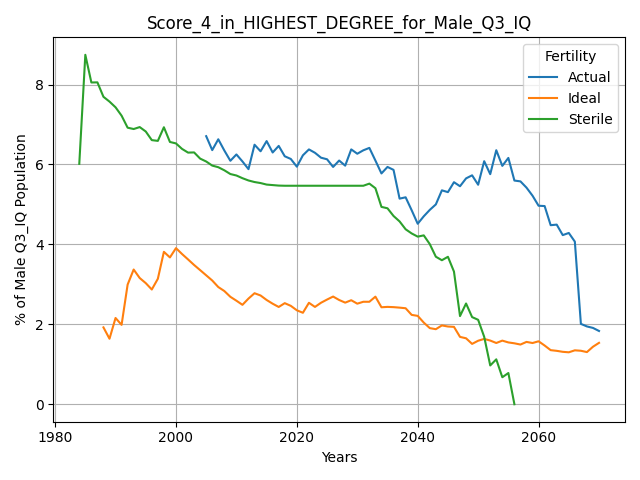 Score_4_in_HIGHEST_DEGREE_for_Male_Q3_IQ
Fertility
Actual
Ideal
Sterile
% of Male Q3_IQ Population
8
6
4
2
0
1980 2000 2020 2040 2060
Years